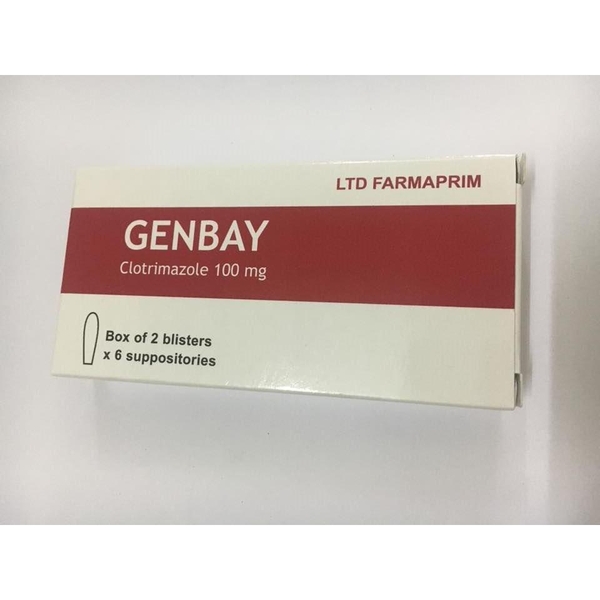 LTD FARMAPRIM
GENBAY
Clotrimazole 100 mg
Box of 2 blisters
x 6 suppositories